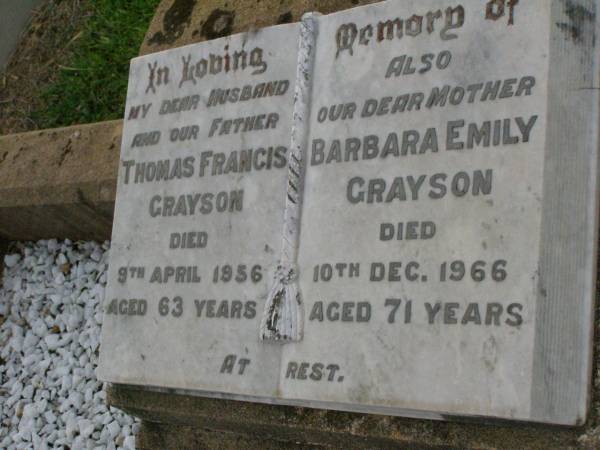 In Loving Memory of
MY DEAR HUSBAND
AND OUR FATHER
THOMAS FRANCIS
GRAYSON
DIED
9TH APRIL 1956
AGED 63 YEARS
ALSO
OUR DEAR MOTHER
BARBARA EMILY
GRAYSON
DIED
10TH DEC. 1966
AGED 71 YEARS
AT REST.